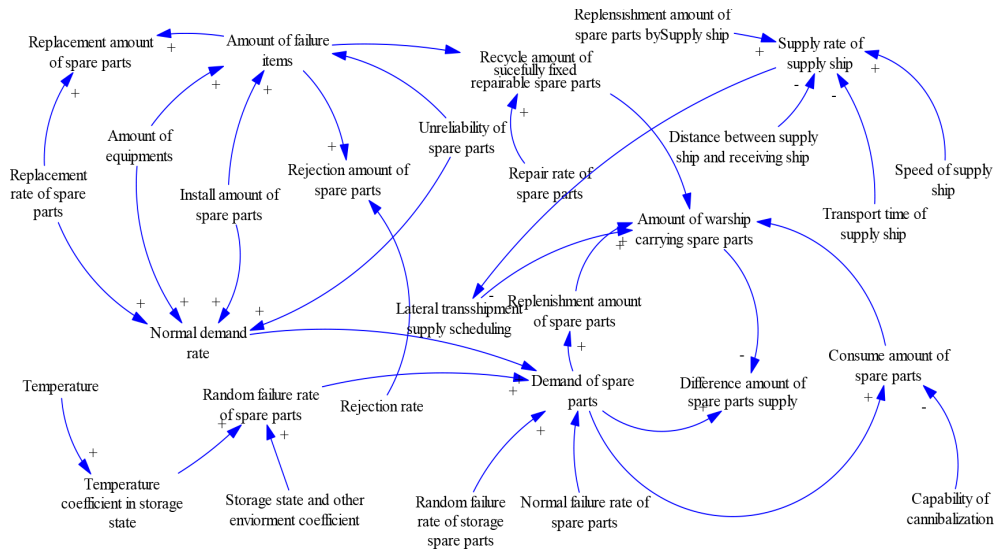 Replensishment amount of
spare parts bySupply ship
Replacement amount
of spare parts
+
Amount of failure
items
Supply rate of
supply ship
+
+
Recycle amount of
sucefully fixed
repairable spare parts
+
+
+
-
-
+
+
Amount of
equipments
Unreliability of
spare parts
Distance between supply
ship and receiving ship
+
Replacement
rate of spare
parts
Install amount of
spare parts
Rejection amount of
spare parts
Repair rate of
spare parts
Speed of supply
ship
Transport time of
supply ship
Amount of warship
carrying spare parts
+
+
-
+
+
+
+
Lateral transshipment
supply scheduling
Replenishment amount
of spare parts
Normal demand
rate
+
-
Consume amount of
spare parts
Temperature
Random failure rate
of spare parts
Rejection rate
+
Demand of spare
parts
Difference amount of
spare parts supply
+
+
-
+
+
+
+
Temperature
coefficient in storage
state
Storage state and other
enviorment coefficient
Random failure
rate of storage
spare parts
Normal failure rate of
spare parts
Capability of
cannibalization